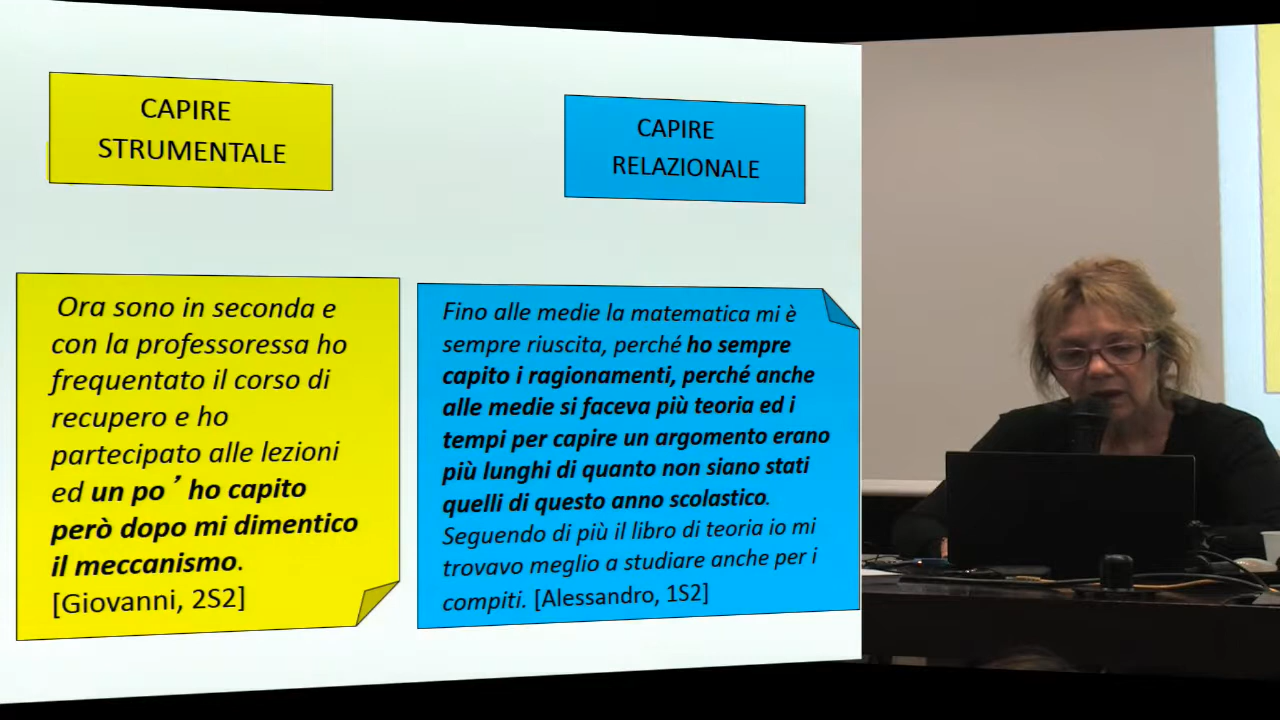 CAPIRE
STRUMENTALE
CAPIRE
RELAZIONALE
Ora sono in seconda e
con la professoressa ho
frequentato il corso di
recupero e ho
partecipato alle lezioni
ed un po ’ ho capito
però dopo mi dimentico
il meccanismo.
[Giovanni, 2S2]
Fino alle medie la matematica mi è
sempre riuscita, perché ho sempre
capito i ragionamenti, perché anche
alle medie si faceva più teoria ed i
tempi per capire un argomento erano
più lunghi di quanto non siano stati
quelli di questo anno scolastico.
Seguendo di più il libro di teoria io mi
trovavo meglio a studiare anche per i
compiti. [Alessandro, 1S2]